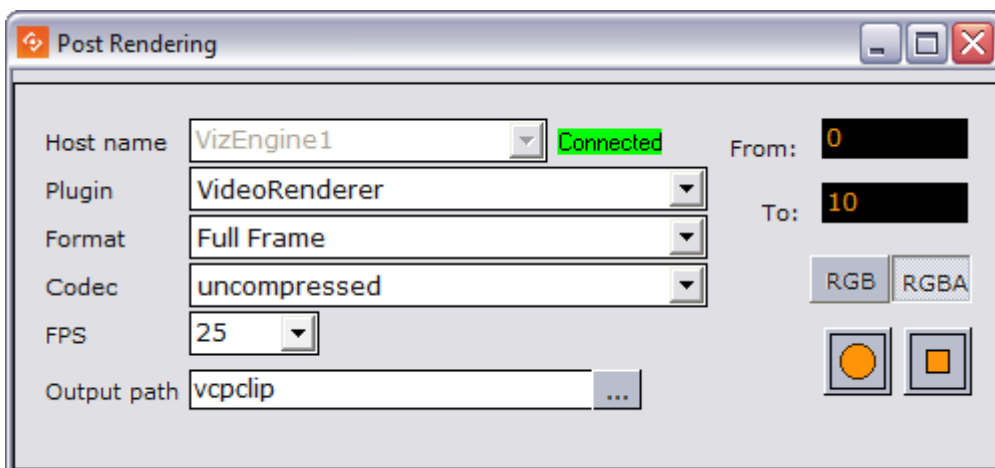 Post Rendering
Host name VizEngine1 Connected From: 0
Plugin VideoRenderer To: 10
Format Full Frame
Codec uncompressed RGB RGBA
FPS 25
Output path vcpclip ...